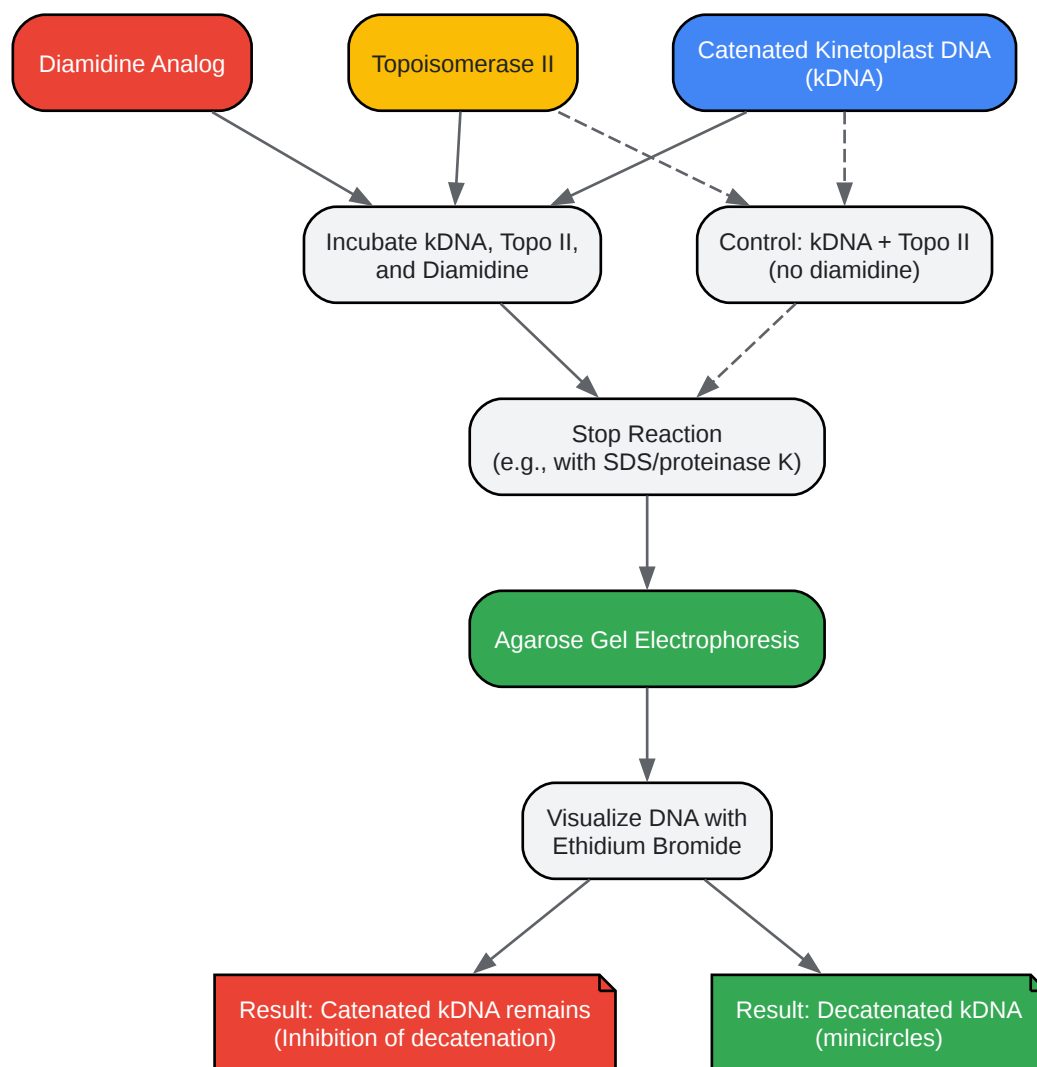 Diamidine Analog
Topoisomerase II
Catenated Kinetoplast DNA
(kDNA)
Incubate kDNA, Topo II,
and Diamidine
Control: kDNA + Topo II
(no diamidine)
Stop Reaction
(e.g., with SDS/proteinase K)
Agarose Gel Electrophoresis
Visualize DNA with
Ethidium Bromide
Result: Catenated kDNA remains
(Inhibition of decatenation)
Result: Decatenated kDNA
(minicircles)